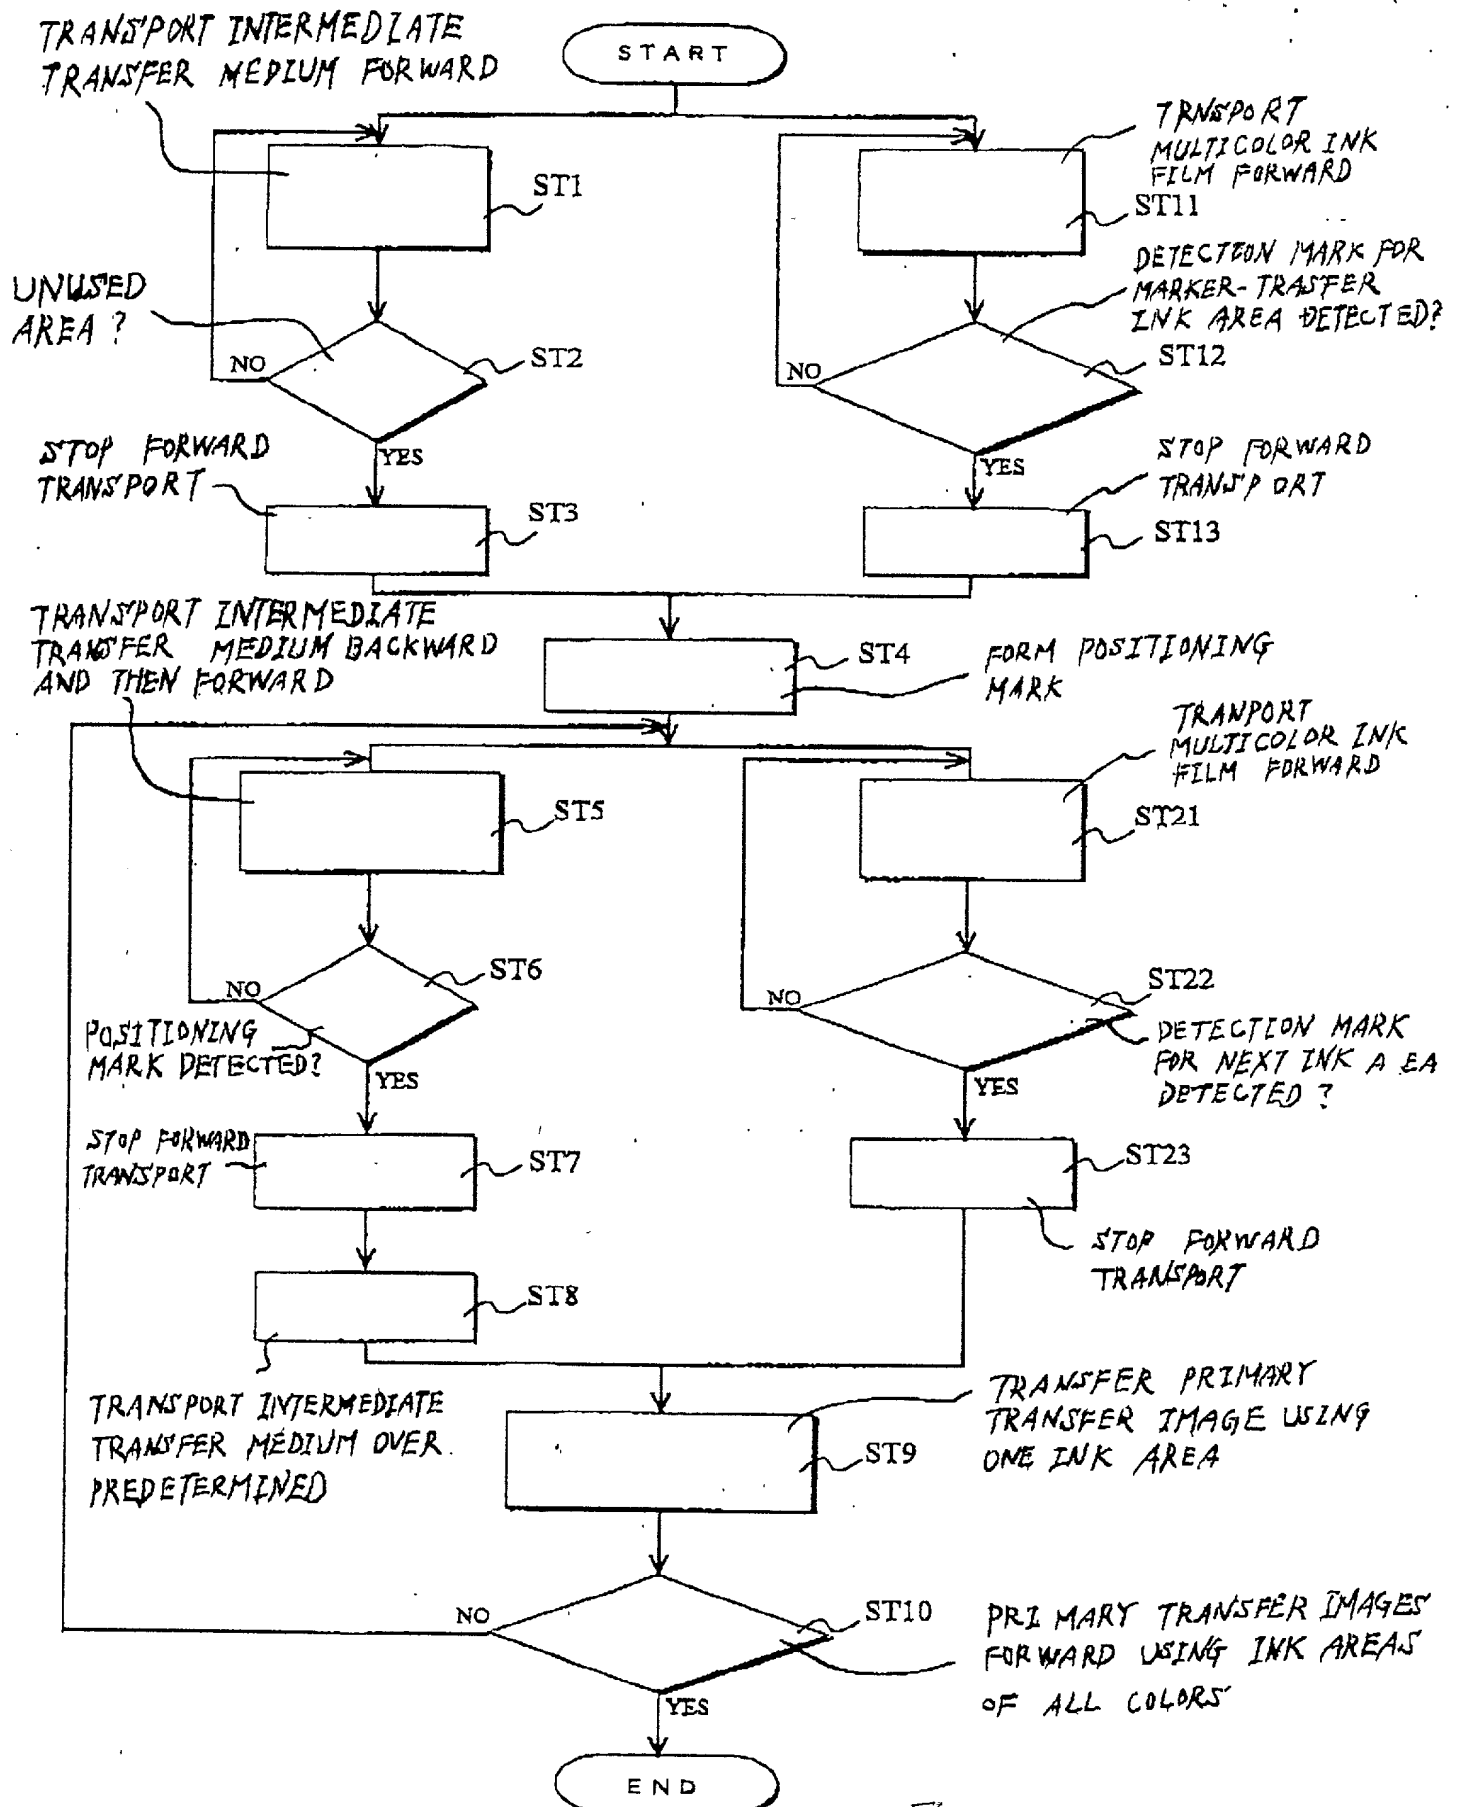 TRANSPORT INTERMEDIATE
TRANSFER MEDIUM FORWARD
START
TRNSPORT
MULTICOLOR INK
FILM FORWARD
ST1
ST11
UNUSED
AREA?
DETECTION MARK FOR
MARKER-TRASFER
INK AREA DETECTED?
NO
ST2
NO
ST12
YES
YES
STOP FORWARD
TRANSPORT
ST3
STOP FORWARD
TRANSPORT
ST13
TRANSPORT INTERMEDIATE
TRANSFER MEDIUM BACKWARD
AND THEN FORWARD
ST4
FORM POSITIONING
MARK
TRANPORT
MULTICOLOR INK
FILM FORWARD
ST5
ST21
NO
ST6
NO
ST22
POSITIONING
MARK DETECTED?
DETECTION MARK
FOR NEXT INK A EA
DETECTED?
YES
YES
STOP FORWARD
TRANSPORT
ST7
ST23
STOP FORWARD
TRANSPORT
ST8
TRANSPORT INTERMEDIATE
TRANSFER MEDIUM OVER
PREDETERMINED
TRANSFER PRIMARY
TRANSFER IMAGE USING
ONE INK AREA
ST9
NO
ST10
PRIMARY TRANSFER IMAGES
FORWARD USING INK AREAS
OF ALL COLORS
YES
END